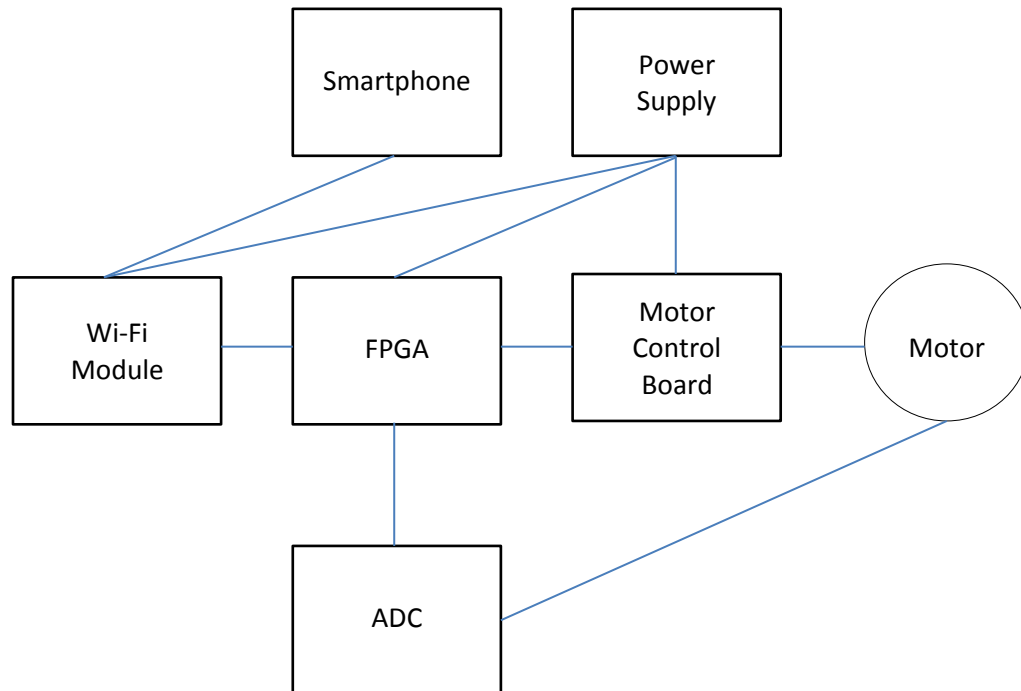 Smartphone
Power
Supply
Wi-Fi
Module
FPGA
Motor
Control
Board
Motor
ADC